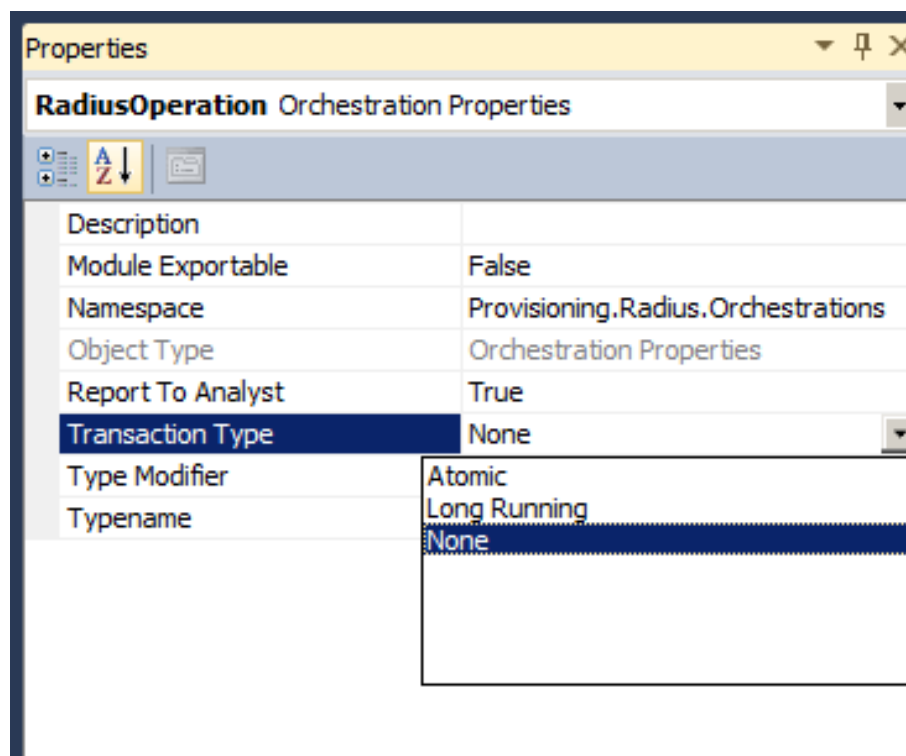 Properties
RadiusOperation Orchestration Properties
A
Z
Description
Module Exportable False
Namespace Provisioning.Radius.Orchestrations
Object Type Orchestration Properties
Report To Analyst True
Transaction Type None
Type Modifier Atomic
Long Running
Typename
None